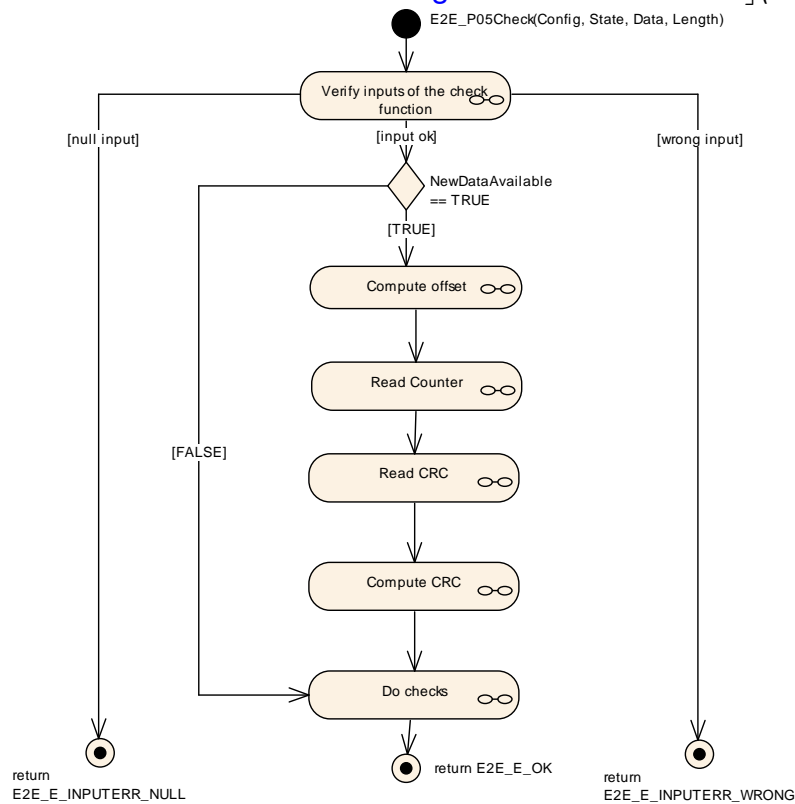 g ](
E2E_P05Check(Config, State, Data, Length)
Verify inputs of the check
function
[null input]
[input ok]
[wrong input]
NewDataAvailable
== TRUE
[TRUE]
Compute offset
Read Counter
[FALSE]
Read CRC
Compute CRC
Do checks
return
E2E_E_INPUTERR_NULL
return E2E_E_OK
return
E2E_E_INPUTERR_WRONG